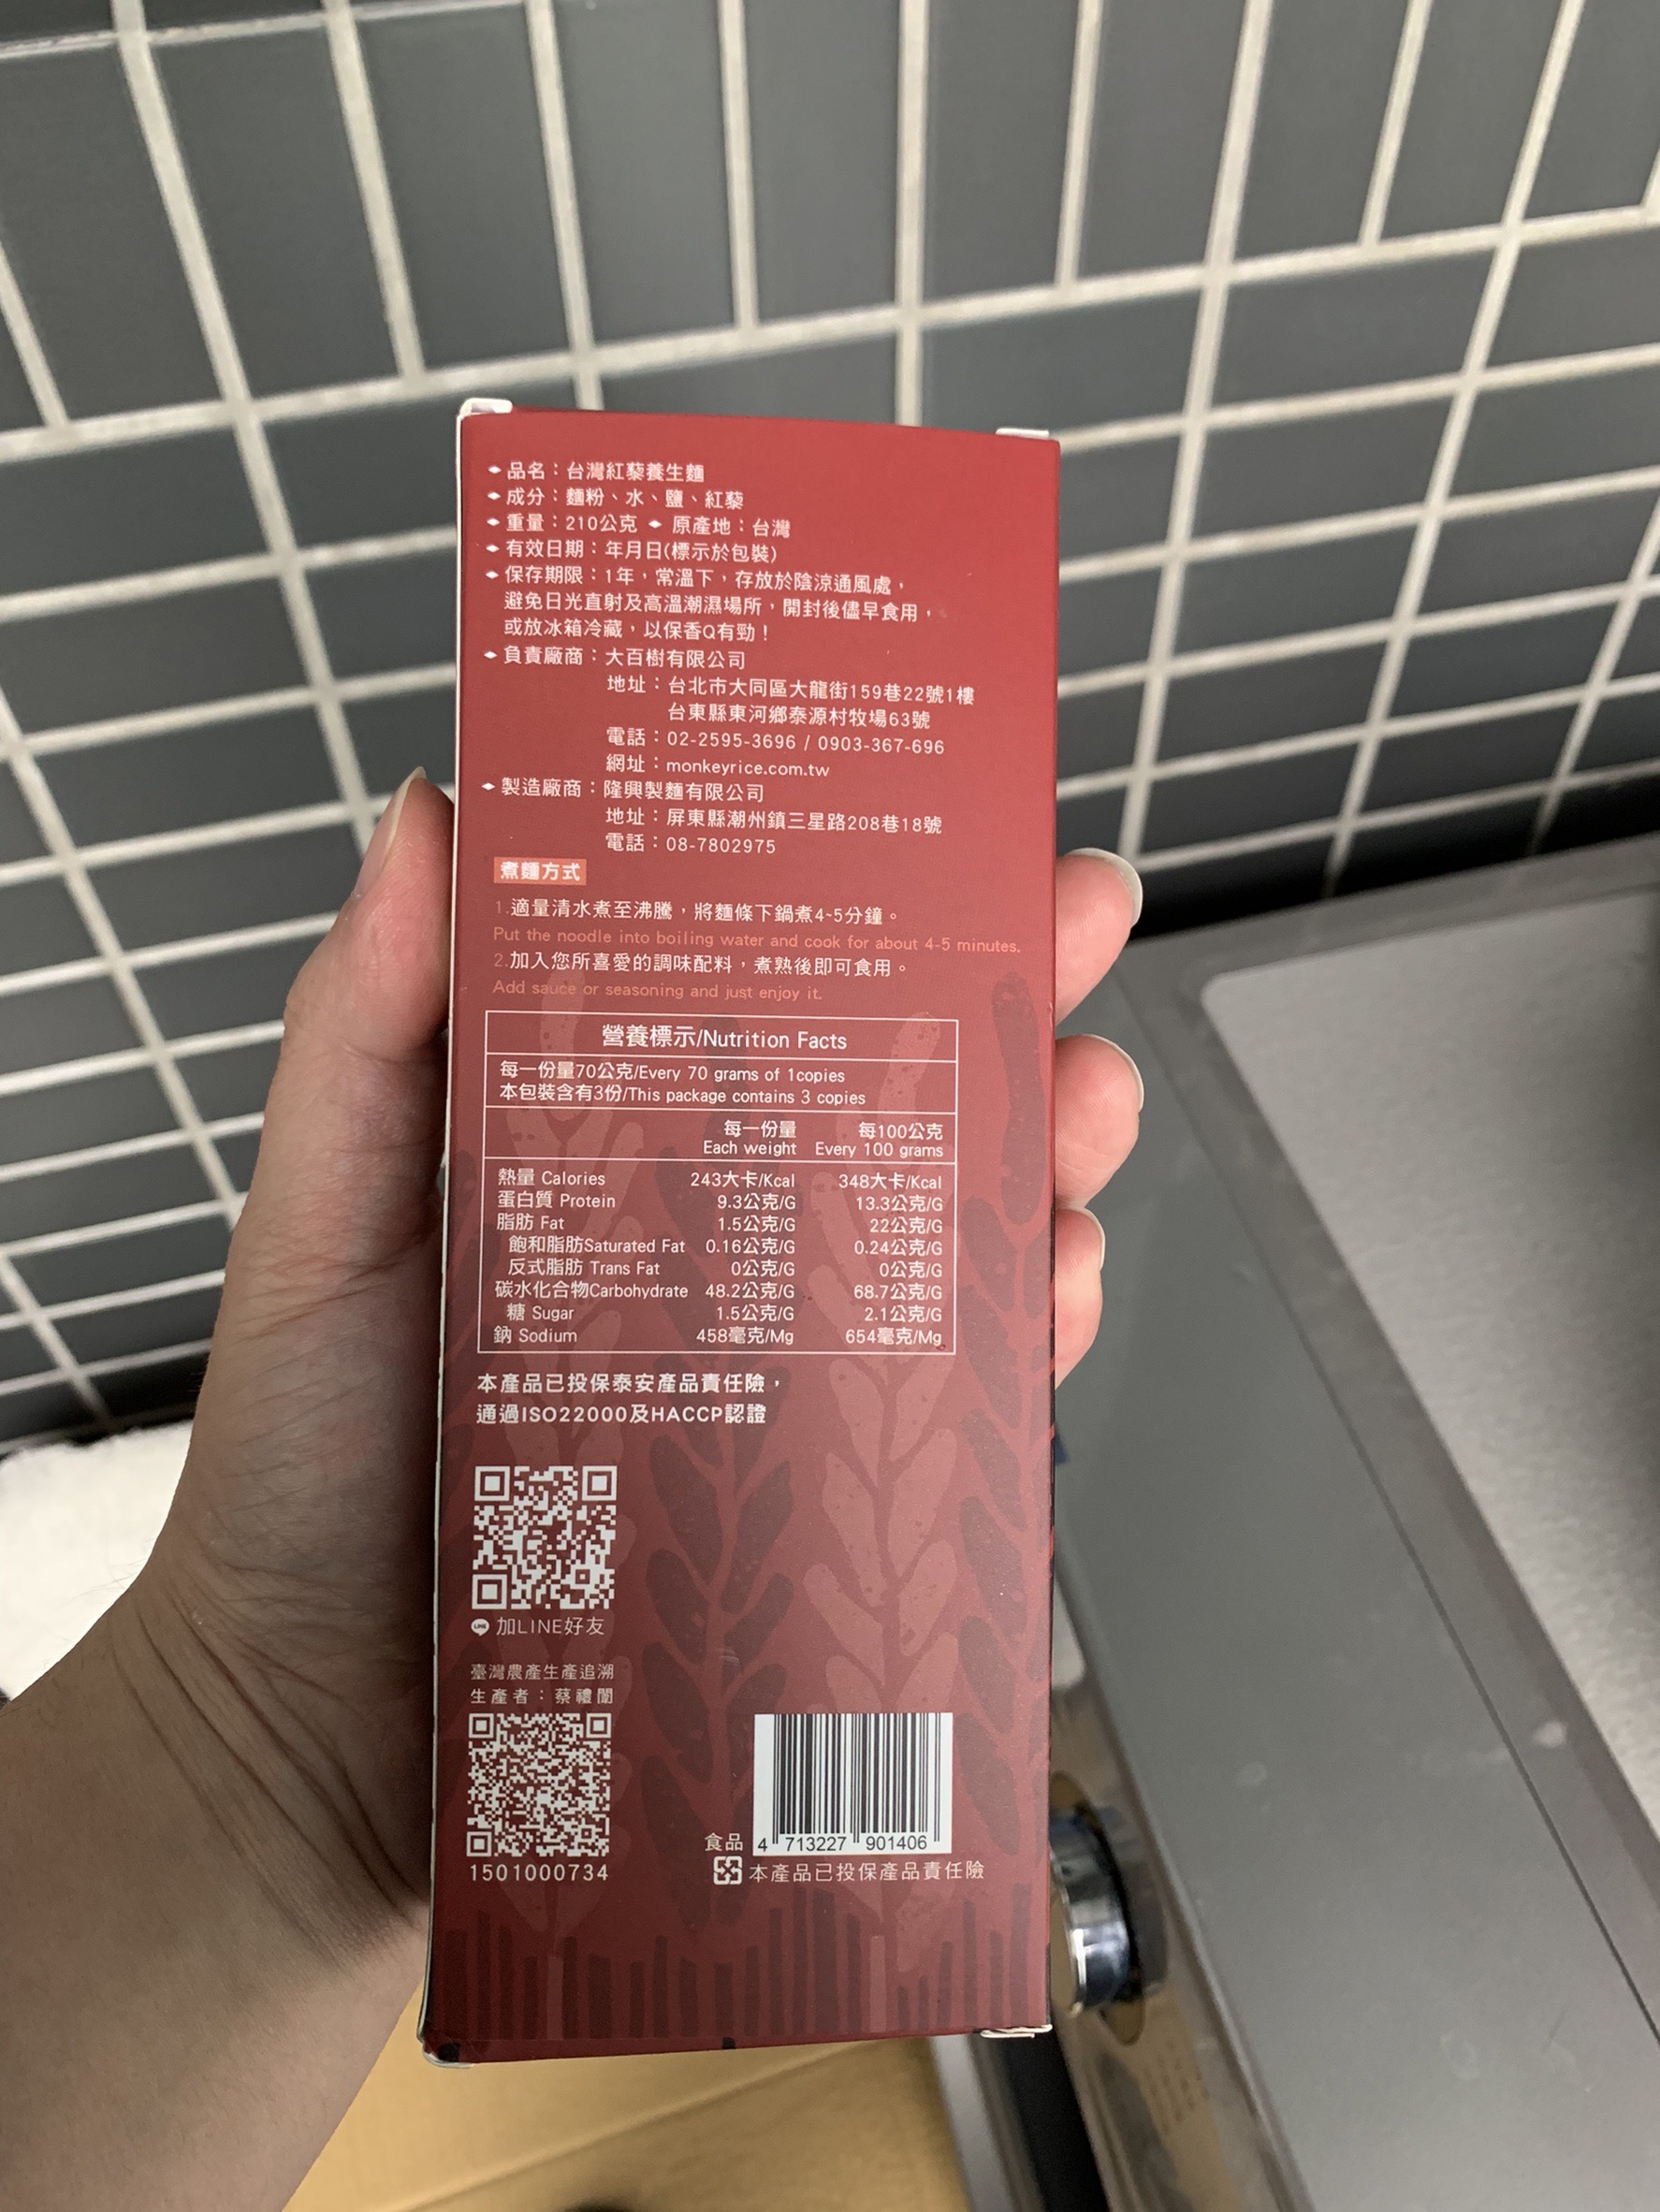 品名：台灣紅藜養生麵
成分：麵粉、水、鹽、紅藜
重量：210公克 原產地：台灣
有效日期：年月日(標示於包裝)
保存期限：1年，常溫下，存放於陰涼通風處，
避免日光直射及高溫潮濕場所，開封後儘早食用，
或放冰箱冷藏，以保香Q有勁！
負責廠商：大百樹有限公司
地址：台北市大同區大龍街159巷22號1樓
台東縣東河鄉泰源村牧場63號
電話：02-2595-3696 / 0903-367-696
網址：monkeyrice.com.tw
製造廠商：隆興製麵有限公司
地址：屏東縣潮州鎮三星路208巷18號
電話：08-7802975
煮麵方式
1.適量清水煮至沸騰，將麵條下鍋煮4~5分鐘。
Put the noodle into boiling water and cook for about 4-5 minutes.
2.加入您所喜愛的調味配料，煮熟後即可食用。
Add sauce or seasoning and just enjoy it.
營養標示/Nutrition Facts
每一份量70公克/Every 70 grams of 1copies
本包裝含有3份/This package contains 3 copies
每一份量 每100公克
Each weight Every 100 grams
熱量 Calories 243大卡/Kcal 348大卡/Kcal
蛋白質 Protein 9.3公克/G 13.3公克/G
脂肪 Fat 1.5公克/G 22公克/G
飽和脂肪Saturated Fat 0.16公克/G 0.24公克/G
反式脂肪 Trans Fat 0公克/G 0公克/G
碳水化合物Carbohydrate 48.2公克/G 68.7公克/G
糖 Sugar 1.5公克/G 2.1公克/G
鈉 Sodium 458毫克/Mg 654毫克/Mg
本產品已投保泰安產品責任險，
通過ISO22000及HACCP認證
LINE 加LINE好友
臺灣農產生產追溯
生產者：蔡禮闈
1501000734
食品 4 713227 901406
本產品已投保產品責任險